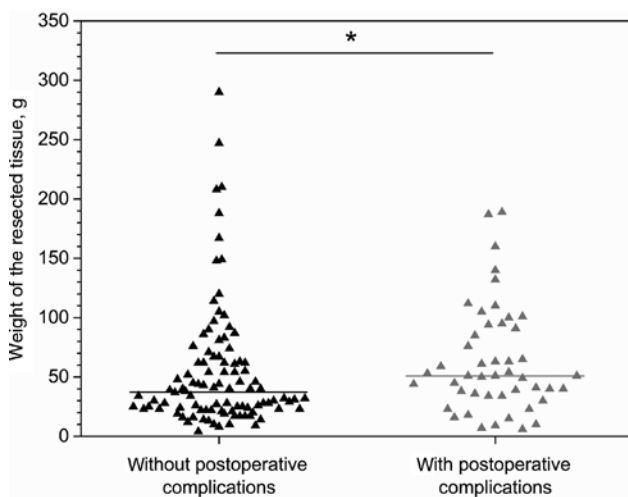 350
*
300
250
200
150
100
50
0
Weight of the resected tissue, g
Without postoperative
complications
With postoperative
complications